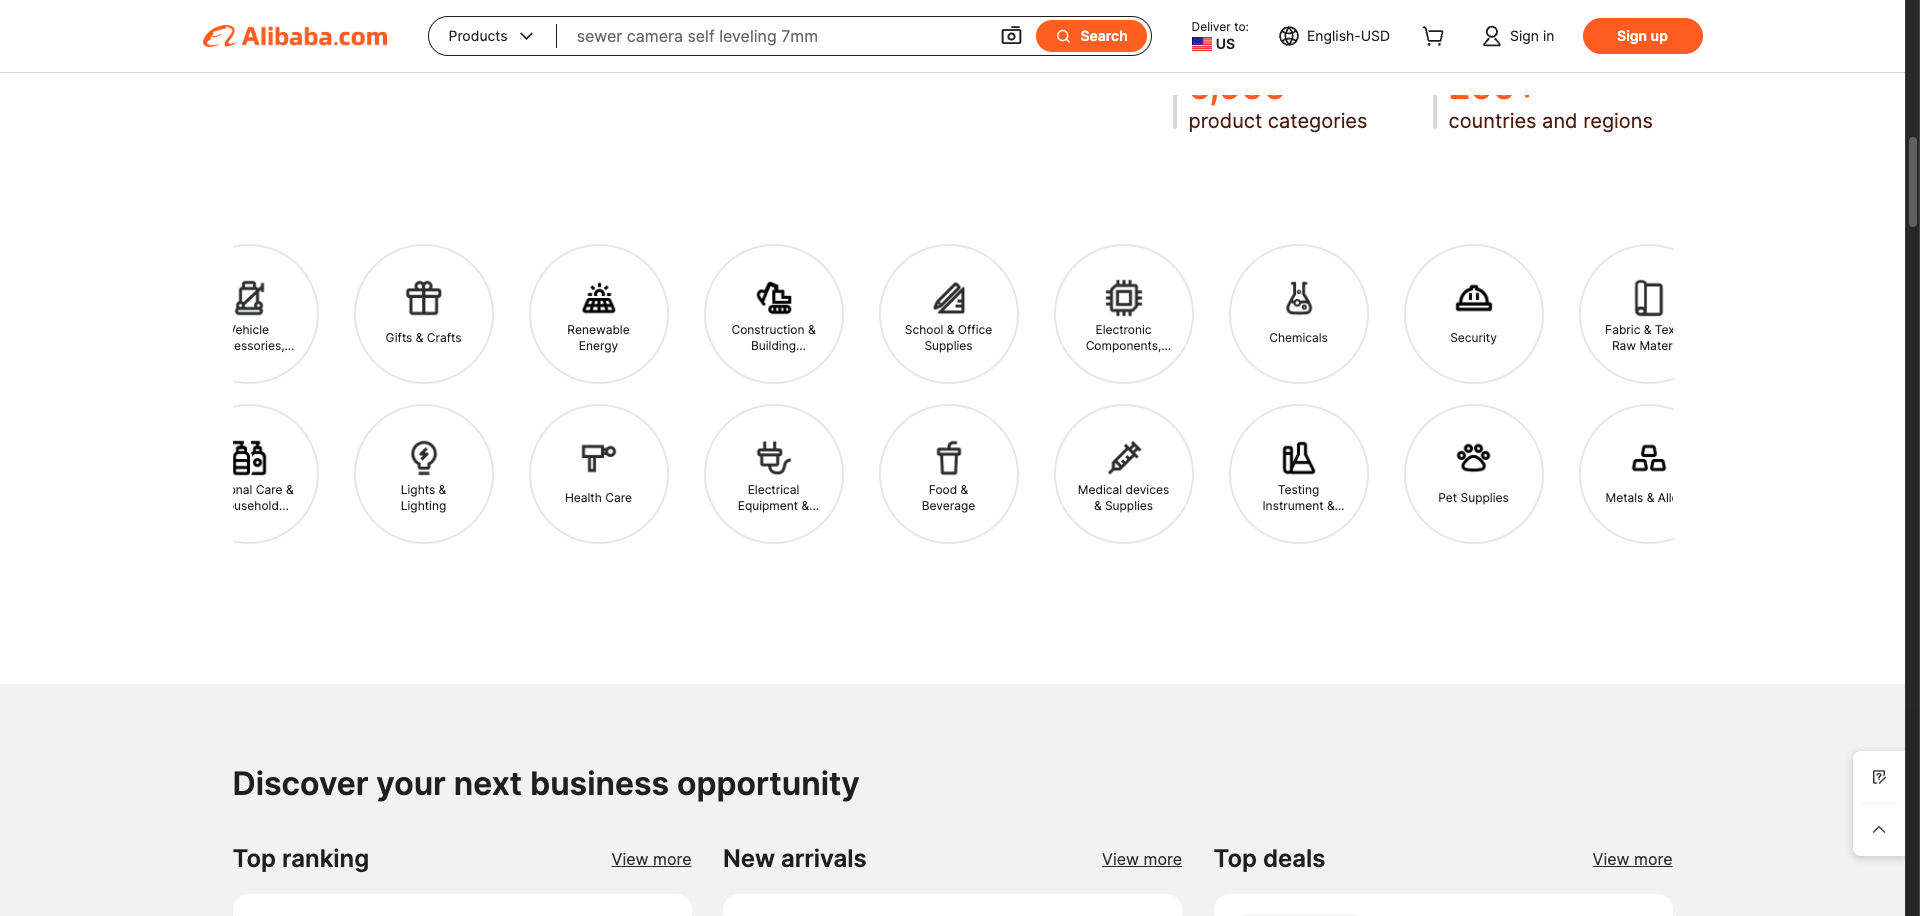 Alibaba.com
Products
sewer camera self leveling 7mm
Search
Deliver to:
US
English-USD
Sign in
Sign up
product categories
countries and regions
essories,...
Gifts & Crafts
Renewable
Energy
Construction &
Building...
School & Office
Supplies
Electronic
Components,...
Chemicals
Security
Fabric & Tex
Raw Mater
onal Care &
usehold...
Lights &
Lighting
Health Care
Electrical
Equipment &...
Food &
Beverage
Medical devices
& Supplies
Testing
Instrument &...
Pet Supplies
Metals & All
Discover your next business opportunity
Top ranking
View more
New arrivals
View more
Top deals
View more